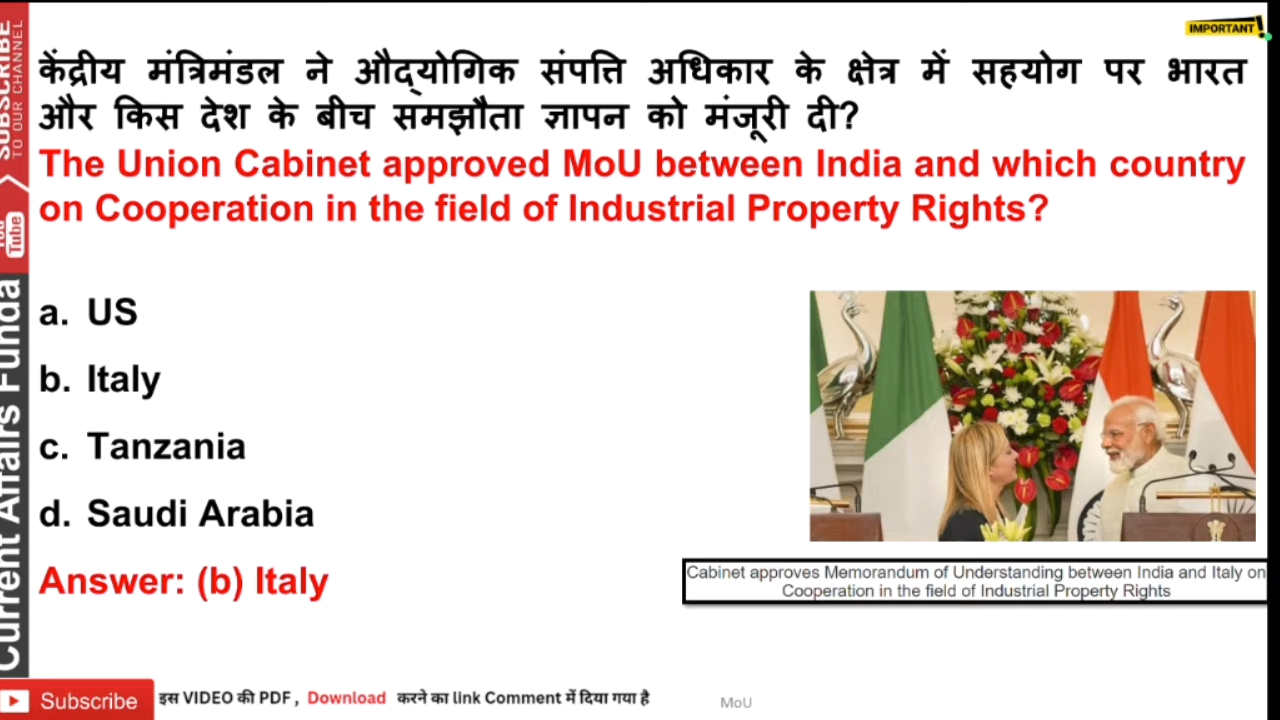 IMPORTANT !
केंद्रीय मंत्रिमंडल ने औद्योगिक संपत्ति अधिकार के क्षेत्र में सहयोग पर भारत
और किस देश के बीच समझौता ज्ञापन को मंजूरी दी?
The Union Cabinet approved MoU between India and which country
on Cooperation in the field of Industrial Property Rights?
a. US
b. Italy
c. Tanzania
d. Saudi Arabia
Answer: (b) Italy
Cabinet approves Memorandum of Understanding between India and Italy on
Cooperation in the field of Industrial Property Rights
SUBSCRIBE
TO OUR CHANNEL
You
Tube
Current Affairs Funda
Subscribe
इस VIDEO की PDF , Download करने का link Comment में दिया गया है
MoU